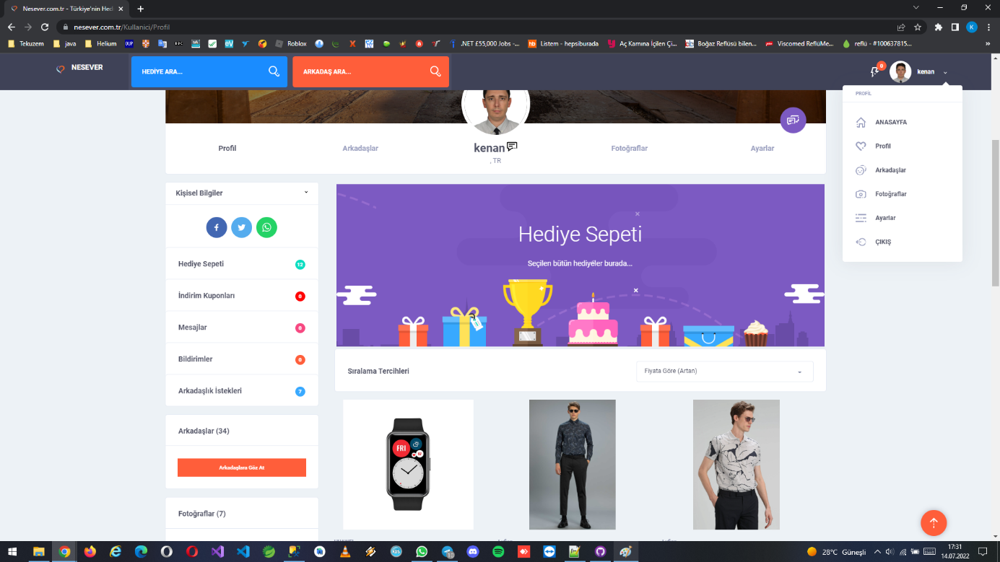 Nesever.com.tr - Türkiye'nin Hed
nesever.com.tr/Kullanici/Profil
K
Tekuzem
java
Helium
Roblox
.NET £55,000 Jobs -...
Listem - hepsiburada
Aç Karnına İçilen Çi...
Boğaz Reflüsü bilen...
Viscomed RefluMe...
reflü - #100637815...
NESEVER
HEDİYE ARA...
ARKADAŞ ARA...
0
kenan
PROFİL
ANASAYFA
Profil
Arkadaşlar
Fotoğraflar
Ayarlar
ÇIKIŞ
Profil
Arkadaşlar
kenan
, TR
Fotoğraflar
Ayarlar
Kişisel Bilgiler
Hediye Sepeti
12
İndirim Kuponları
0
Mesajlar
0
Bildirimler
0
Arkadaşlık İstekleri
7
Arkadaşlar (34)
Arkadaşlara Göz At
Fotoğraflar (7)
Hediye Sepeti
Seçilen bütün hediyeler burada...
Sıralama Tercihleri
Fiyata Göre (Artan)
FRI
28°C Güneşli
17:31
14.07.2022